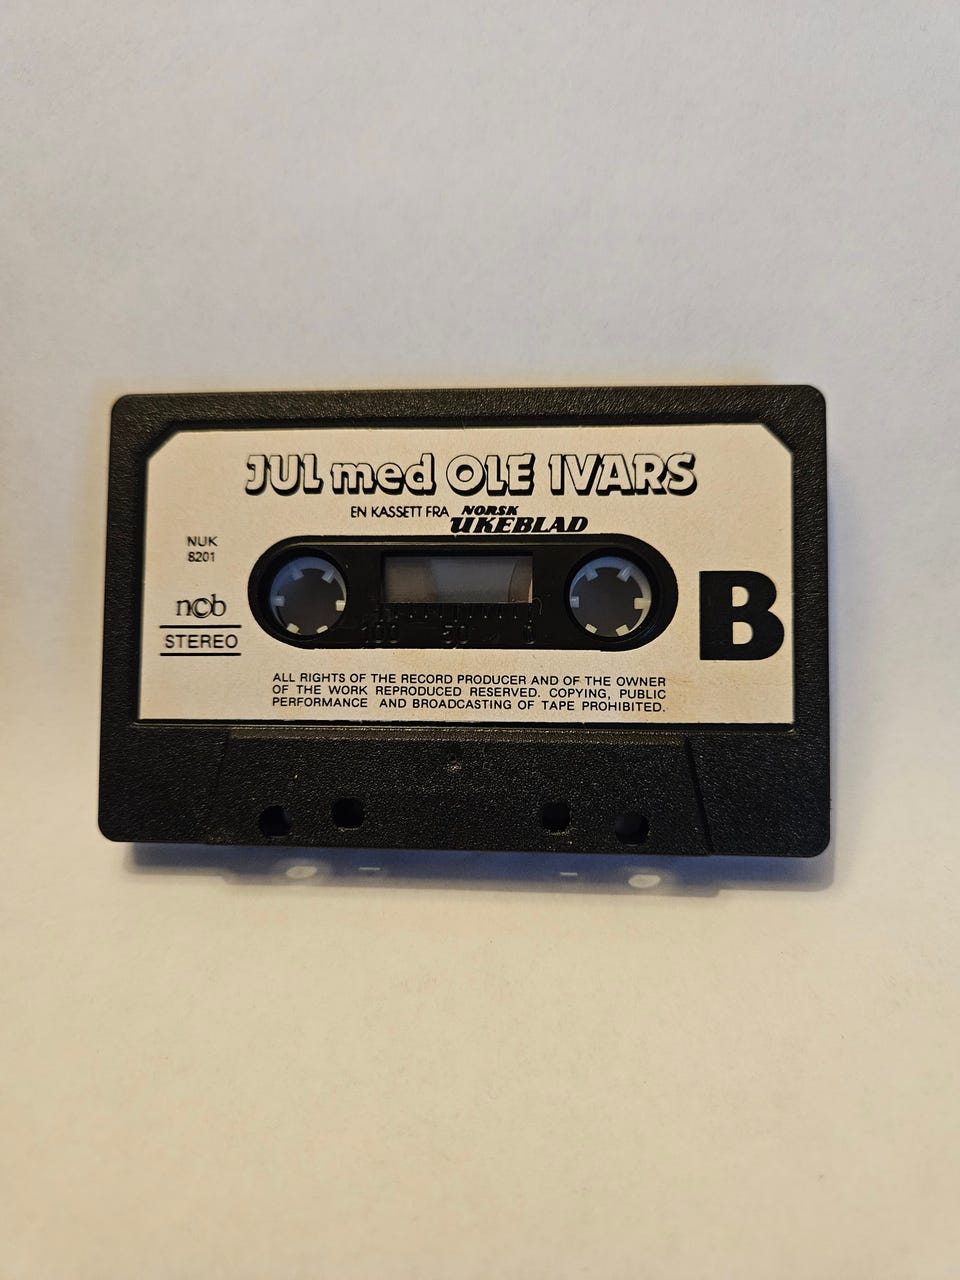 JUL med OLE IVARS
EN KASSETT FRA NORSK UKEBLAD
NUK
8201
ncb
STEREO
B
100 50 0
ALL RIGHTS OF THE RECORD PRODUCER AND OF THE OWNER
OF THE WORK REPRODUCED RESERVED. COPYING, PUBLIC
PERFORMANCE AND BROADCASTING OF TAPE PROHIBITED.